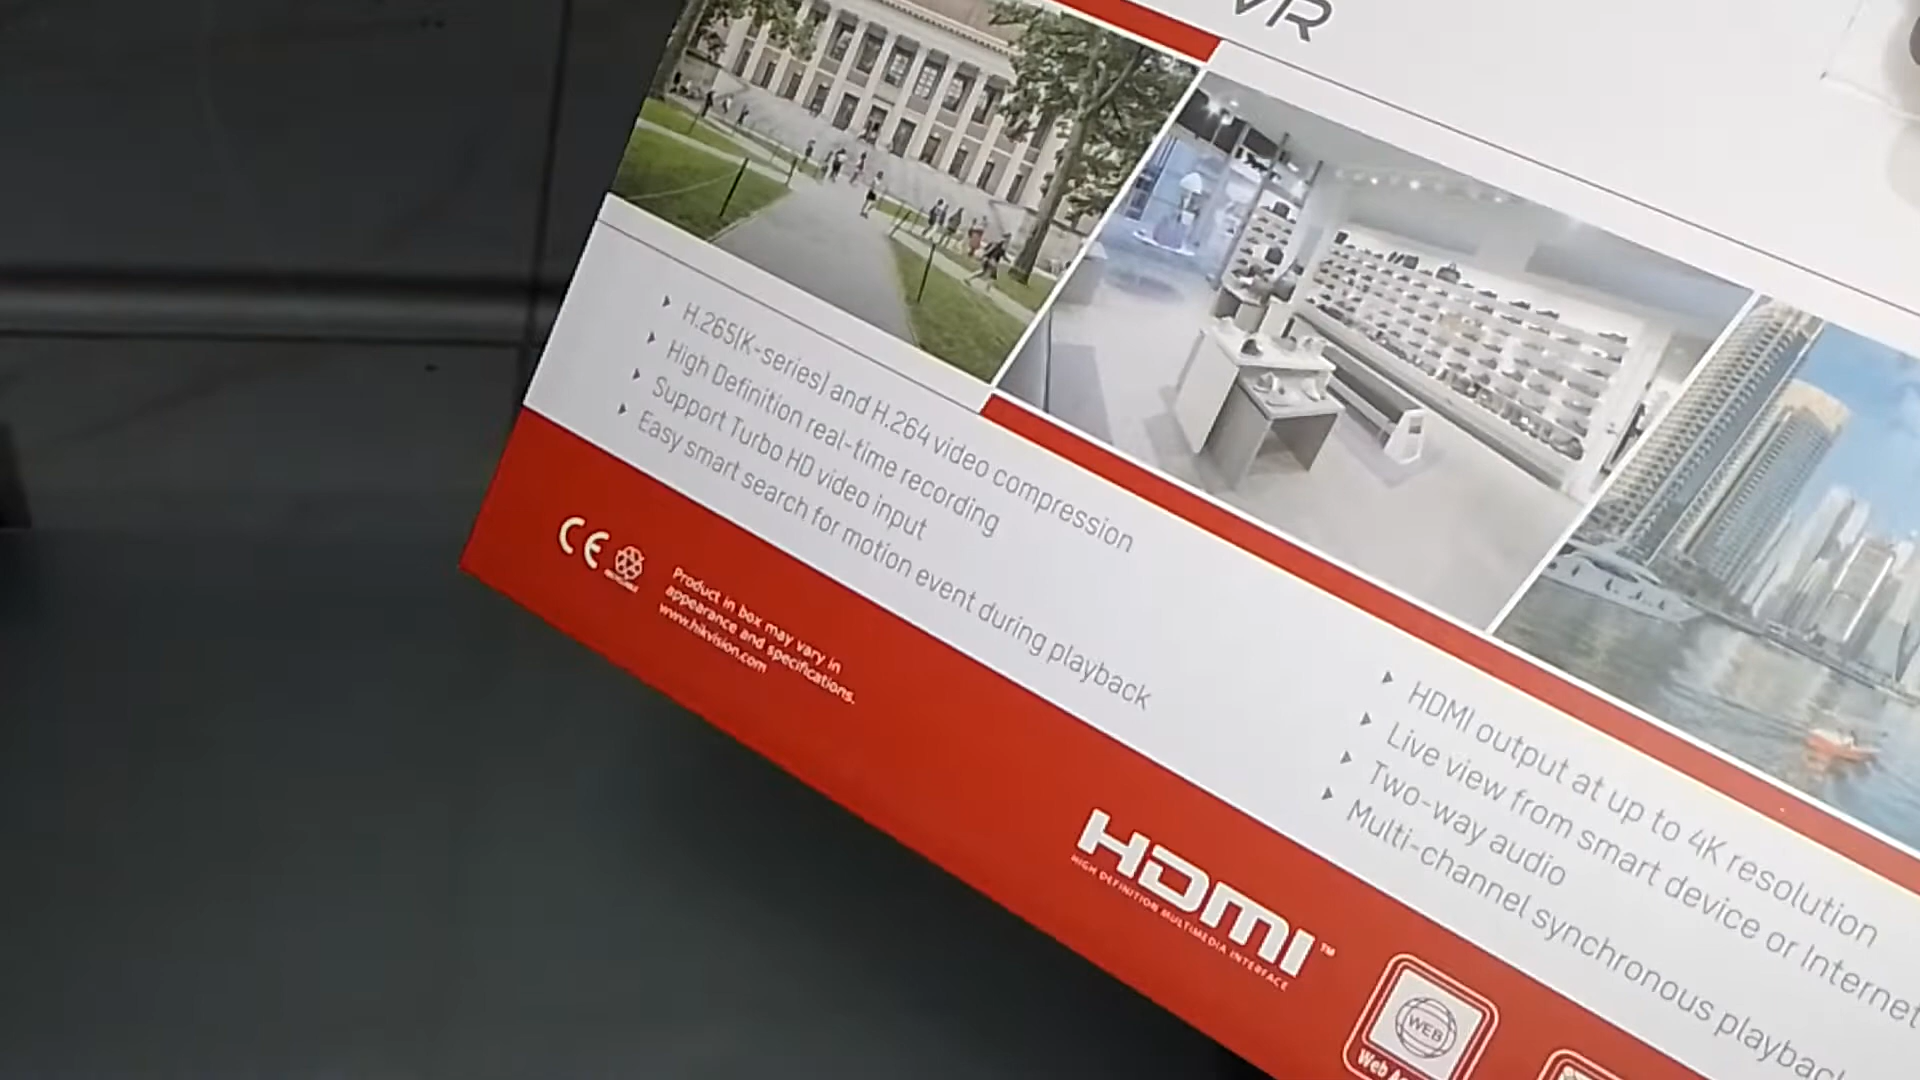 VR
H.265(K-series) and H.264 video compression
High Definition real-time recording
Support Turbo HD video input
Easy smart search for motion event during playback
HDMI output at up to 4K resolution
Live view from smart device or Internet
Two-way audio
Multi-channel synchronous playback
CE
RECYCLABLE
Product in box may vary in
appearance and specifications.
www.hikvision.com
HDMI™
HIGH DEFINITION MULTIMEDIA INTERFACE
WEB
Web